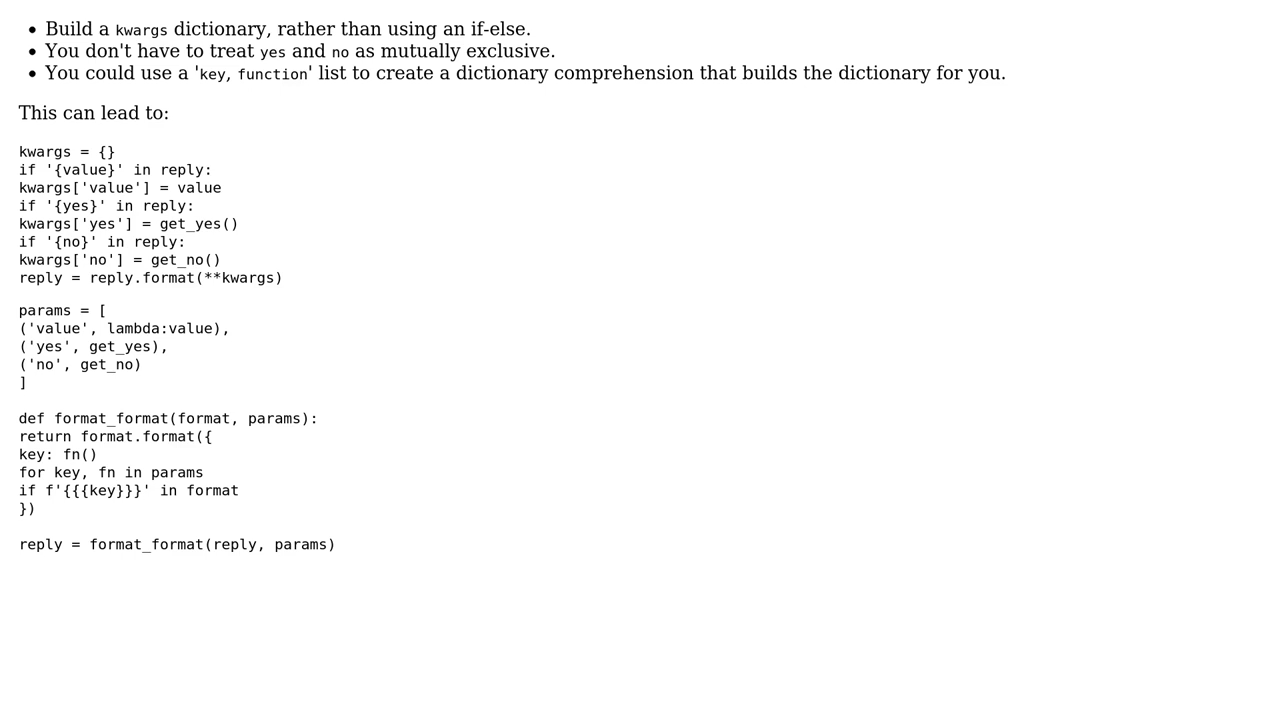 Build a kwargs dictionary, rather than using an if-else.
You don't have to treat yes and no as mutually exclusive.
You could use a 'key, function' list to create a dictionary comprehension that builds the dictionary for you.
This can lead to:
kwargs = {}
if '{value}' in reply:
kwargs['value'] = value
if '{yes}' in reply:
kwargs['yes'] = get_yes()
if '{no}' in reply:
kwargs['no'] = get_no()
reply = reply.format(**kwargs)
params = [
('value', lambda:value),
('yes', get_yes),
('no', get_no)
]
def format_format(format, params):
return format.format({
key: fn()
for key, fn in params
if f'{{{key}}}' in format
})
reply = format_format(reply, params)